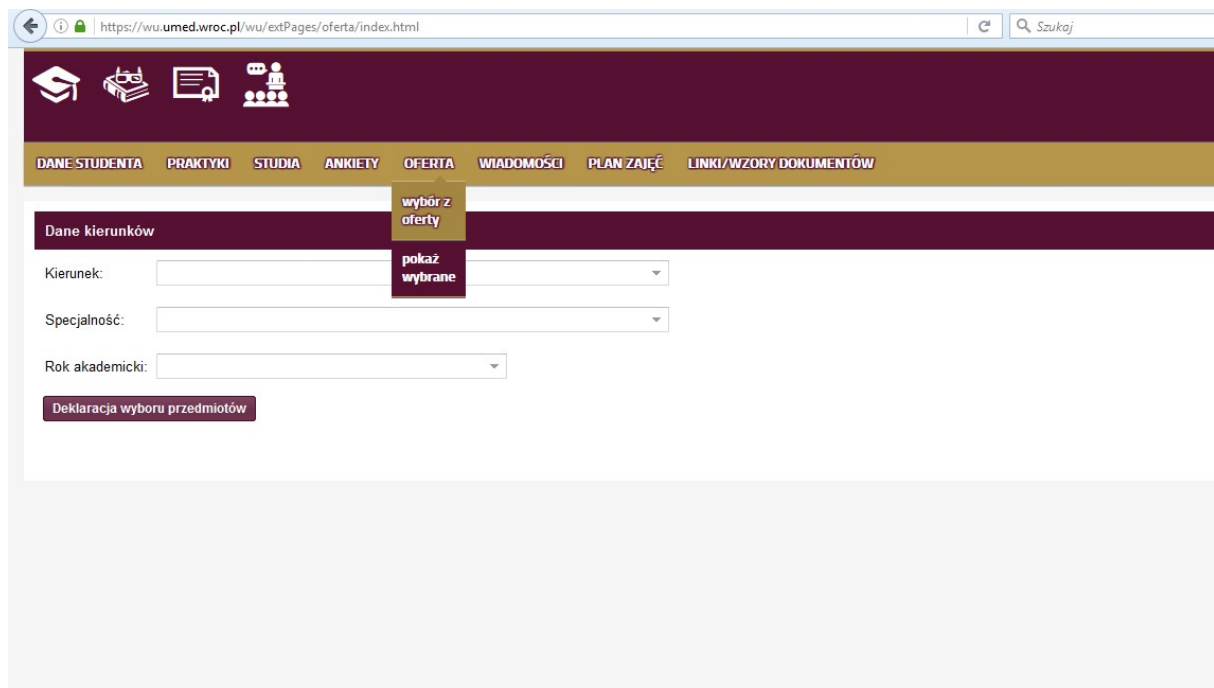 https://wu.umed.wroc.pl/wu/extPages/oferta/index.html
Szukaj
DANE STUDENTA PRAKTYKI STUDIA ANKIETY OFERTA WIADOMOŚCI PLAN ZAJĘĆ LINKI/WZORY DOKUMENTÓW
wybór z
oferty
pokaż
wybrane
Dane kierunków
Kierunek:
Specjalność:
Rok akademicki:
Deklaracja wyboru przedmiotów